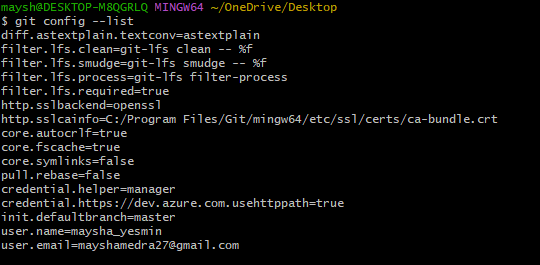 maysh@DESKTOP-M8QGRLQ MINGW64 ~/OneDrive/Desktop
$ git config --list
diff.astextplain.textconv=astextplain
filter.lfs.clean=git-lfs clean -- %f
filter.lfs.smudge=git-lfs smudge -- %f
filter.lfs.process=git-lfs filter-process
filter.lfs.required=true
http.sslbackend=openssl
http.sslcainfo=C:/Program Files/Git/mingw64/etc/ssl/certs/ca-bundle.crt
core.autocrlf=true
core.fscache=true
core.symlinks=false
pull.rebase=false
credential.helper=manager
credential.https://dev.azure.com.usehttppath=true
init.defaultbranch=master
user.name=maysha_yesmin
user.email=mayshamedra27@gmail.com